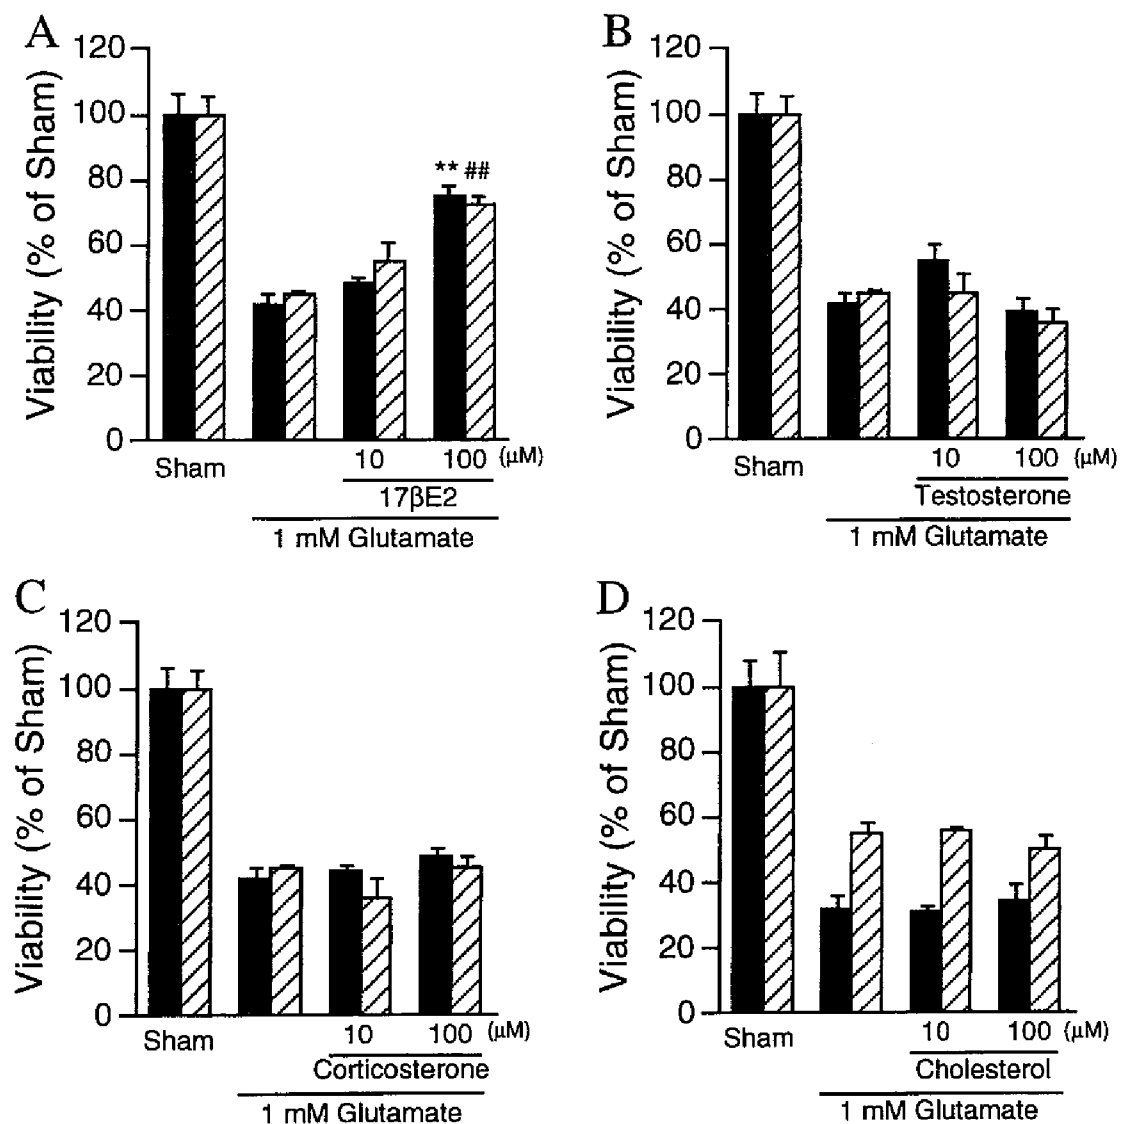 A
Viability (% of Sham)
120
100
80
60
40
20
0
** ##
Sham
10 100 (µM)
17βE2
1 mM Glutamate
B
Viability (% of Sham)
120
100
80
60
40
20
0
Sham
10 100 (µM)
Testosterone
1 mM Glutamate
C
Viability (% of Sham)
120
100
80
60
40
20
0
Sham
10 100 (µM)
Corticosterone
1 mM Glutamate
D
Viability (% of Sham)
120
100
80
60
40
20
0
Sham
10 100 (µM)
Cholesterol
1 mM Glutamate